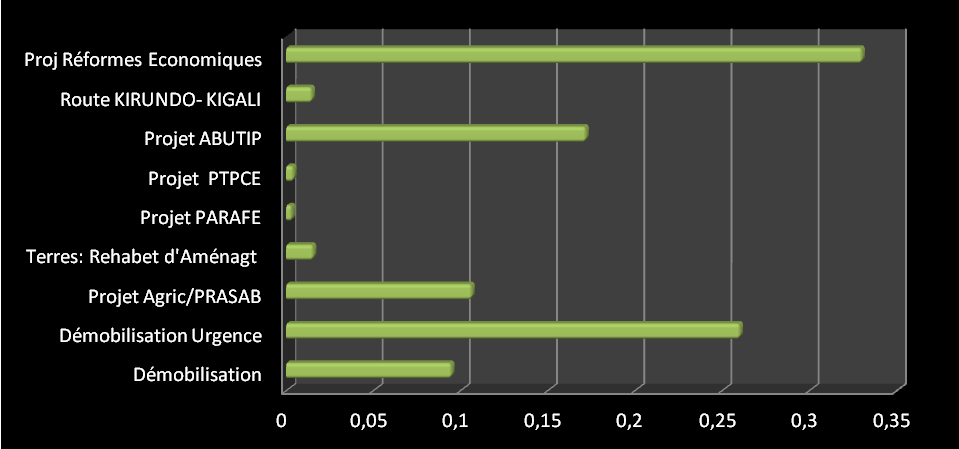 Proj Réformes Economiques
Route KIRUNDO- KIGALI
Projet ABUTIP
Projet PTPCE
Projet PARAFE
Terres: Rehabet d'Aménagt
Projet Agric/PRASAB
Démobilisation Urgence
Démobilisation
0 0,05 0,1 0,15 0,2 0,25 0,3 0,35